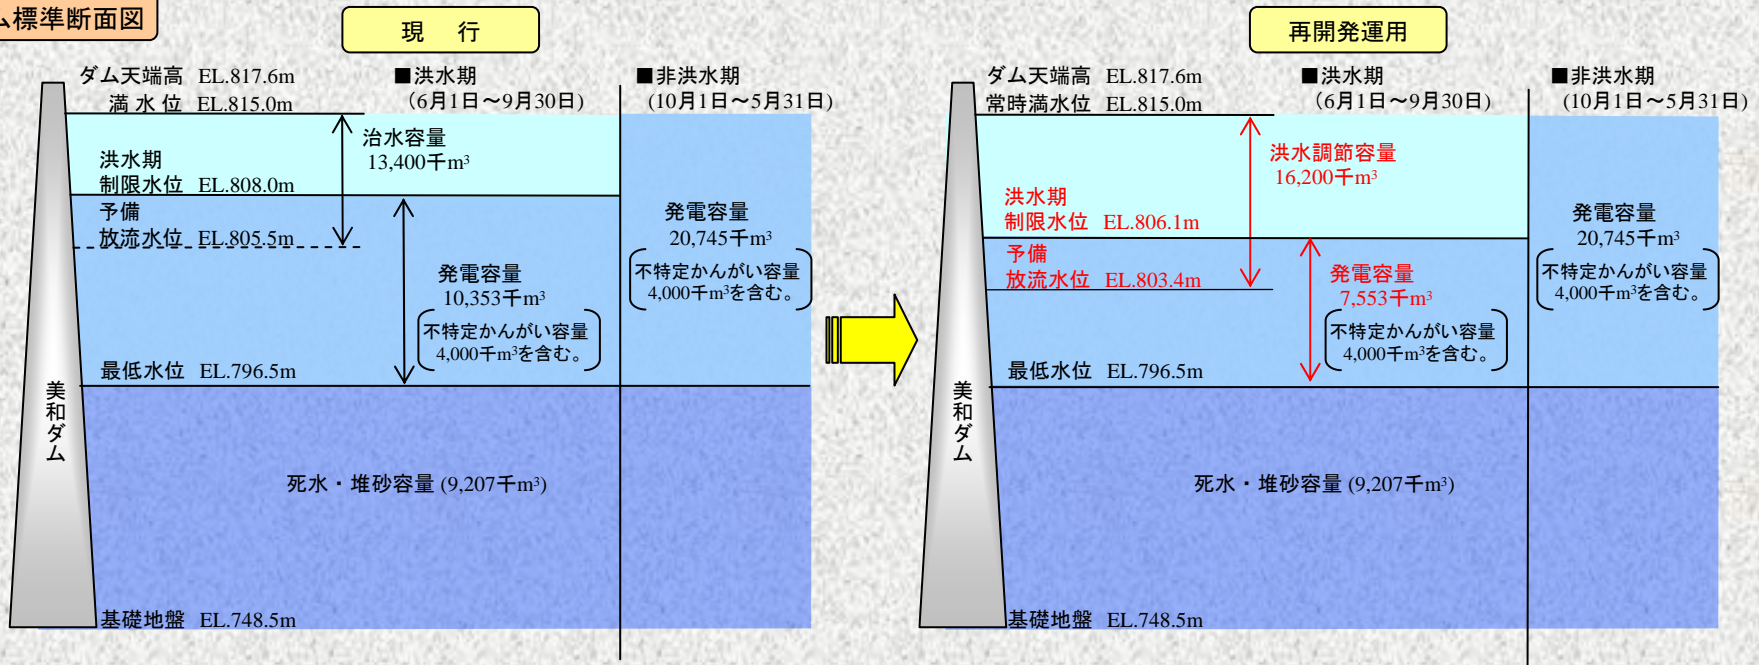 ム標準断面図
現 行
ダム天端高 EL.817.6m
満 水 位 EL.815.0m
■洪水期
(6月1日～9月30日)
■非洪水期
(10月1日～5月31日)
治水容量
13,400千m³
洪水期
制限水位 EL.808.0m
予備
放流水位 EL.805.5m
発電容量
10,353千m³
不特定かんがい容量
4,000千m³を含む。
発電容量
20,745千m³
不特定かんがい容量
4,000千m³を含む。
最低水位 EL.796.5m
美和ダム
死水・堆砂容量 (9,207千m³)
基礎地盤 EL.748.5m
再開発運用
ダム天端高 EL.817.6m
常時満水位 EL.815.0m
■洪水期
(6月1日～9月30日)
■非洪水期
(10月1日～5月31日)
洪水調節容量
16,200千m³
洪水期
制限水位 EL.806.1m
予備
放流水位 EL.803.4m
発電容量
7,553千m³
不特定かんがい容量
4,000千m³を含む。
発電容量
20,745千m³
不特定かんがい容量
4,000千m³を含む。
最低水位 EL.796.5m
美和ダム
死水・堆砂容量 (9,207千m³)
基礎地盤 EL.748.5m